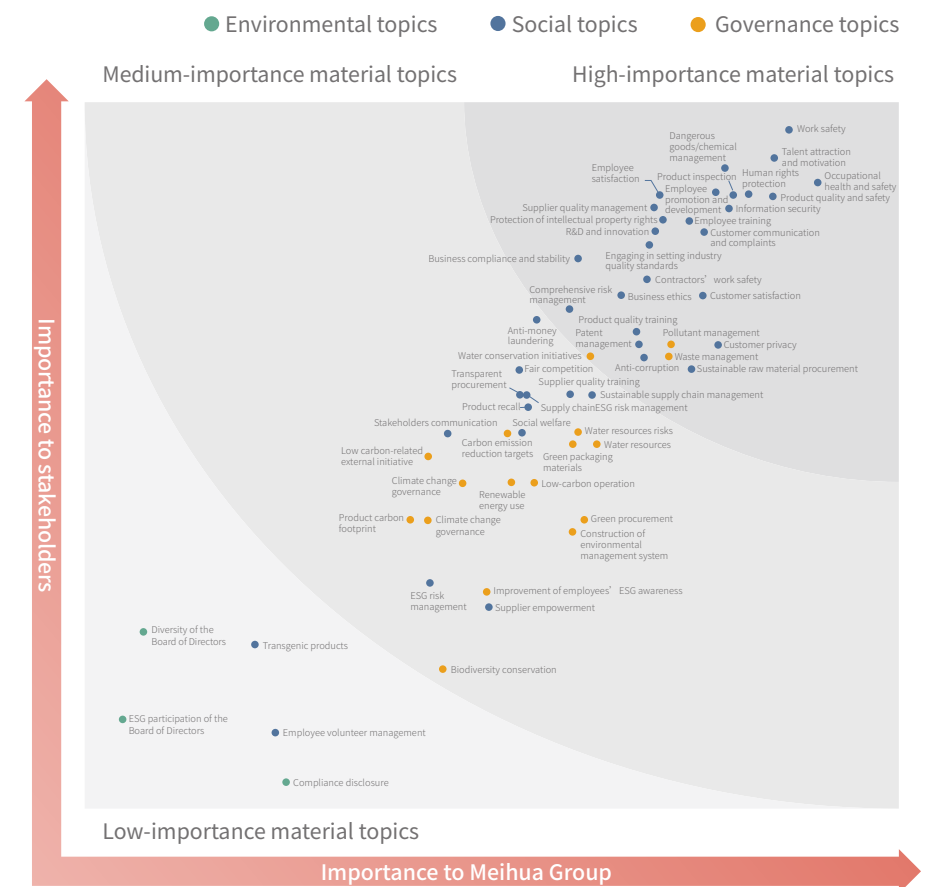 Environmental topics
Social topics
Governance topics
Medium-importance material topics
High-importance material topics
Work safety
Dangerous
goods/chemical
management
Talent attraction
and motivation
Employee
satisfaction
Product inspection
Human rights
protection
Occupational
health and safety
Employee
promotion and
development
Product quality and safety
Supplier quality management
Information security
Protection of intellectual property rights
Employee training
R&D and innovation
Customer communication
and complaints
Engaging in setting industry
quality standards
Business compliance and stability
Contractors' work safety
Comprehensive risk
management
Business ethics
Customer satisfaction
Anti-money
laundering
Product quality training
Patent
management
Pollutant management
Customer privacy
Water conservation initiatives
Waste management
Anti-corruption
Fair competition
Sustainable raw material procurement
Transparent
procurement
Supplier quality training
Sustainable supply chain management
Product recall
Supply chainESG risk management
Stakeholders communication
Social welfare
Carbon emission
reduction targets
Water resources risks
Water resources
Green packaging
materials
Low carbon-related
external initiative
Climate change
governance
Renewable
energy use
Low-carbon operation
Product carbon
footprint
Climate change
governance
Green procurement
Construction of
environmental
management system
ESG risk
management
Improvement of employees' ESG awareness
Supplier empowerment
Diversity of the
Board of Directors
Transgenic products
Biodiversity conservation
ESG participation of the
Board of Directors
Employee volunteer management
Compliance disclosure
Low-importance material topics
Importance to stakeholders
Importance to Meihua Group